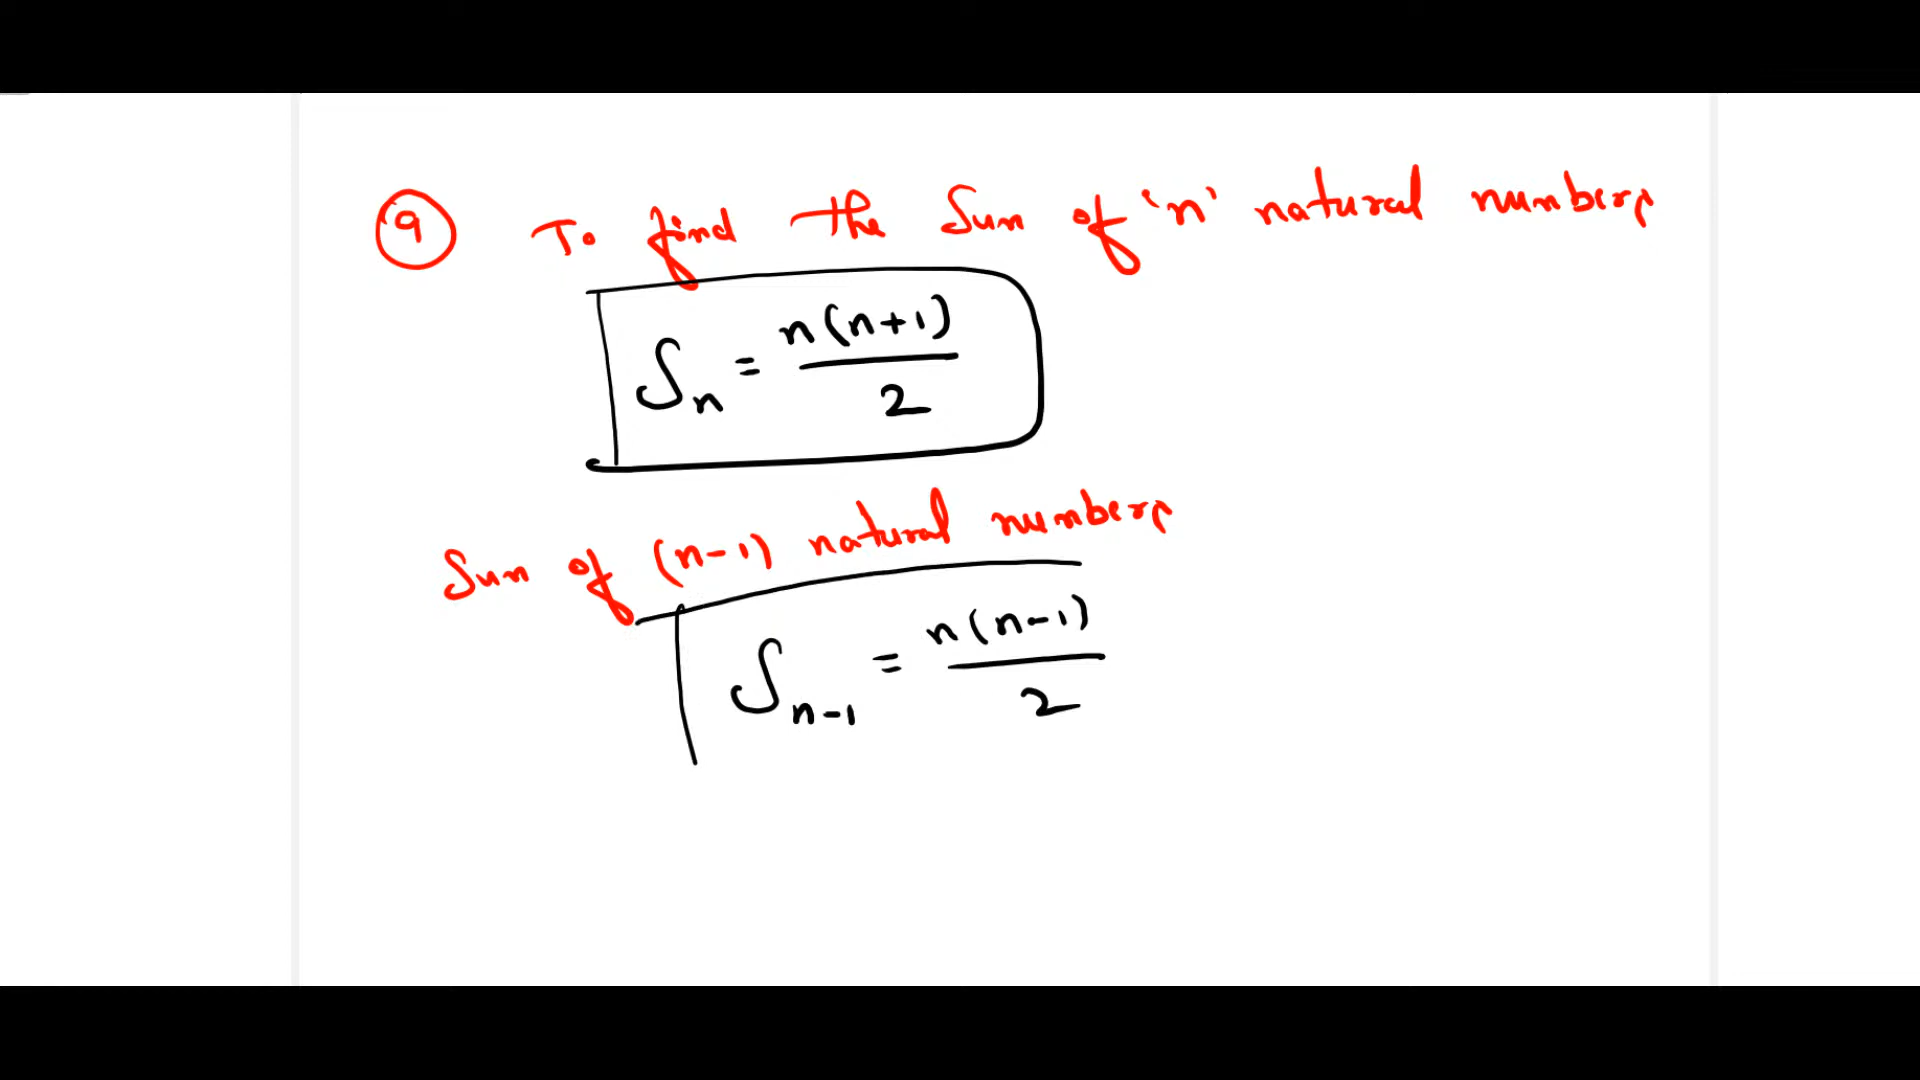 9 To find the Sum of 'n' natural numbers
Sn = n(n+1)/2
Sum of (n-1) natural numbers
Sn-1 = n(n-1)/2